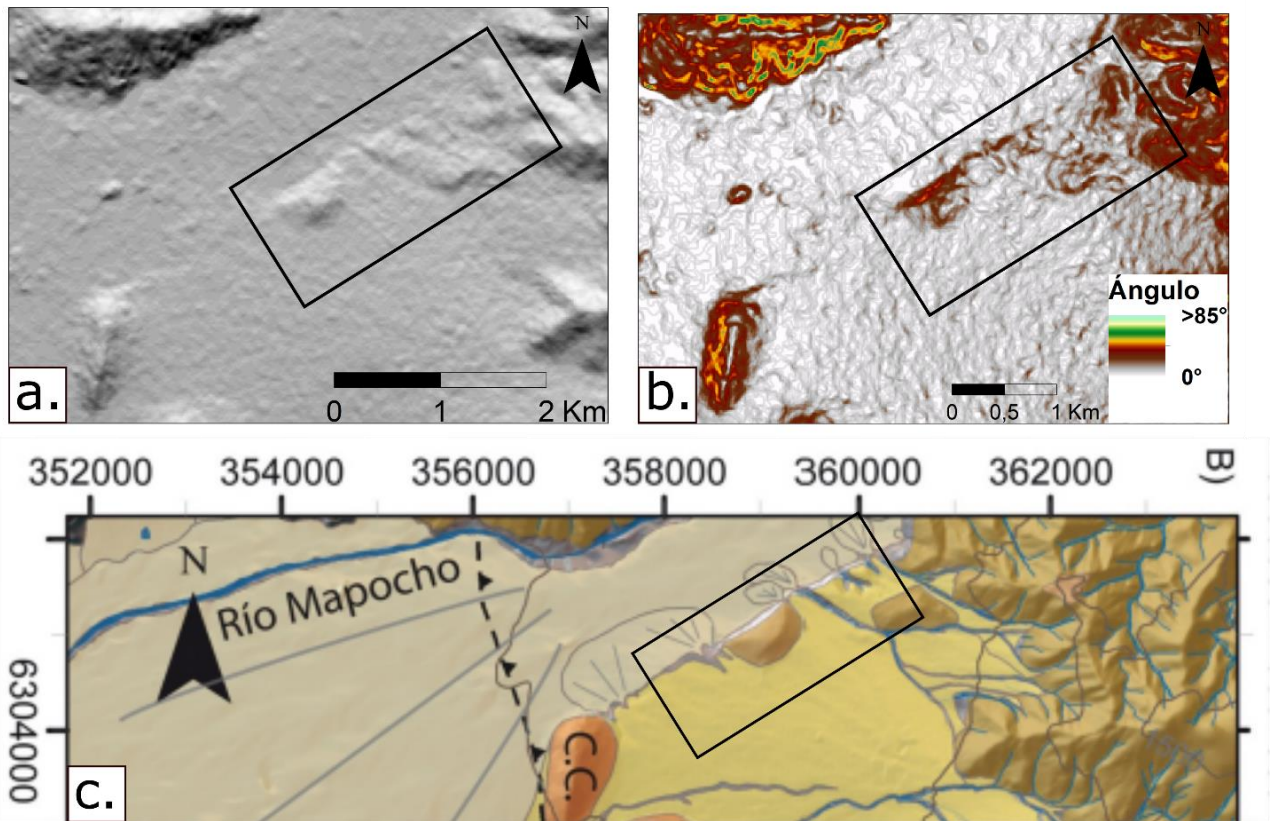 N
a.
0 1 2 Km
N
Ángulo
>85°
0°
b.
0 0,5 1 Km
352000 354000 356000 358000 360000 362000
B)
N
Río Mapocho
6304000
C.C.
c.